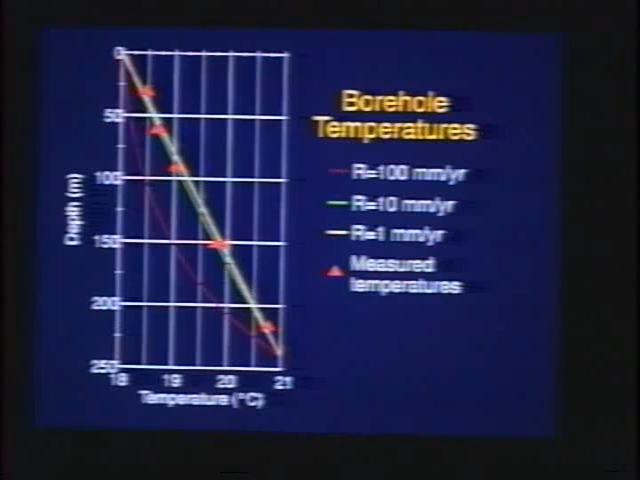 Borehole
Temperatures
R=100 mm/yr
R=10 mm/yr
R=1 mm/yr
Measured
temperatures
Depth (m)
0
50
100
150
200
250
18 19 20 21
Temperature (°C)